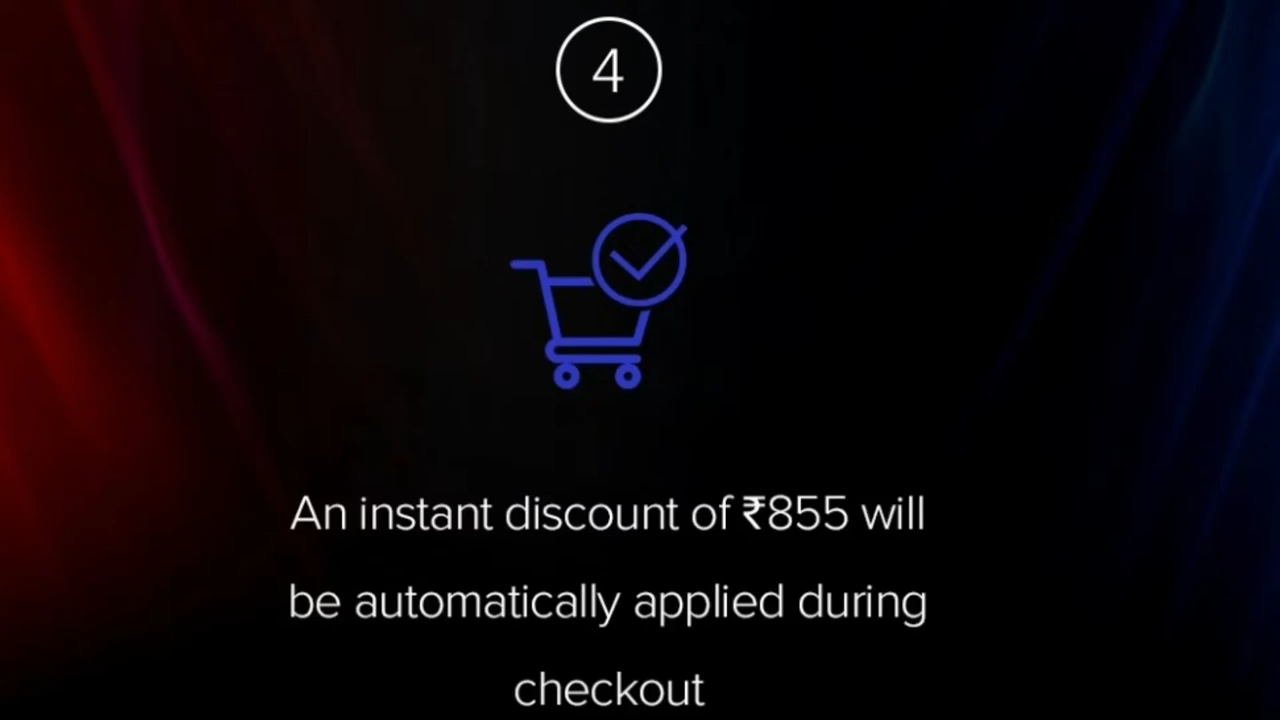 4
An instant discount of ₹855 will
be automatically applied during
checkout